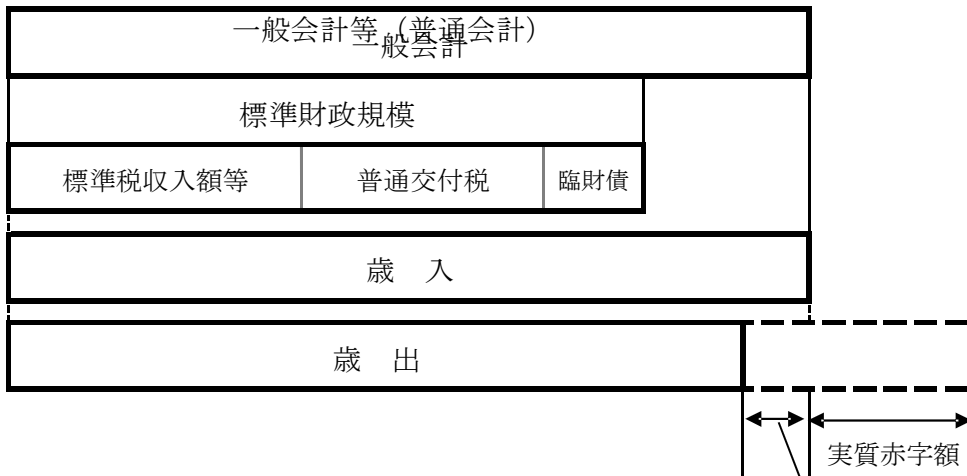 一般会計等（普通会計）
一般会計
標準財政規模
標準税収入額等　普通交付税　臨財債
歳　入
歳　出
実質赤字額